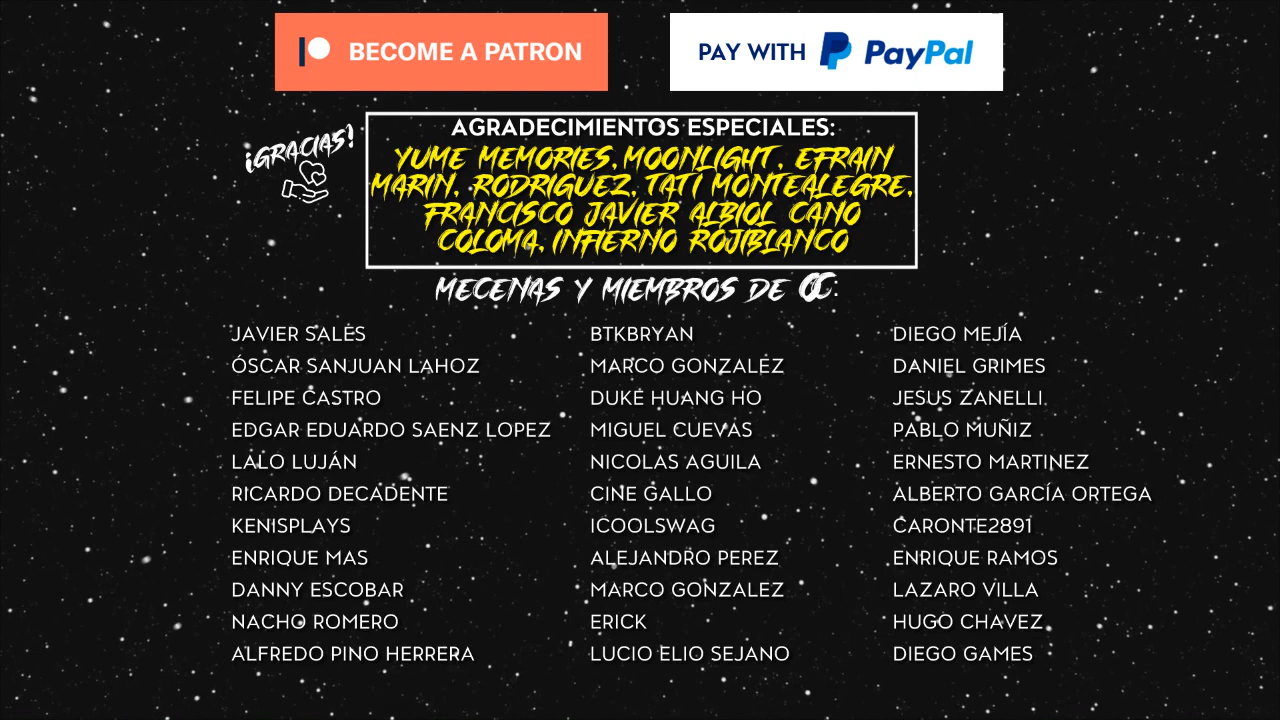 BECOME A PATRON
PAY WITH PayPal
¡GRACIAS!
AGRADECIMIENTOS ESPECIALES:
YUME MEMORIES, MOONLIGHT, EFRAIN
MARIN, RODRIGUEZ, TATI MONTEALEGRE,
FRANCISCO JAVIER ALBIOL CANO
COLOMA, INFIERNO ROJIBLANCO
MECENAS Y MIEMBROS DE OC:
JAVIER SALES
ÓSCAR SANJUAN LAHOZ
FELIPE CASTRO
EDGAR EDUARDO SAENZ LOPEZ
LALO LUJÁN
RICARDO DECADENTE
KENISPLAYS
ENRIQUE MAS
DANNY ESCOBAR
NACHO ROMERO
ALFREDO PINO HERRERA
BTKBRYAN
MARCO GONZALEZ
DUKE HUANG HO
MIGUEL CUEVAS
NICOLAS AGUILA
CINE GALLO
ICOOLSWAG
ALEJANDRO PEREZ
MARCO GONZALEZ
ERICK
LUCIO ELIO SEJANO
DIEGO MEJÍA
DANIEL GRIMES
JESUS ZANELLI
PABLO MUÑIZ
ERNESTO MARTINEZ
ALBERTO GARCÍA ORTEGA
CARONTE2891
ENRIQUE RAMOS
LAZARO VILLA
HUGO CHAVEZ
DIEGO GAMES